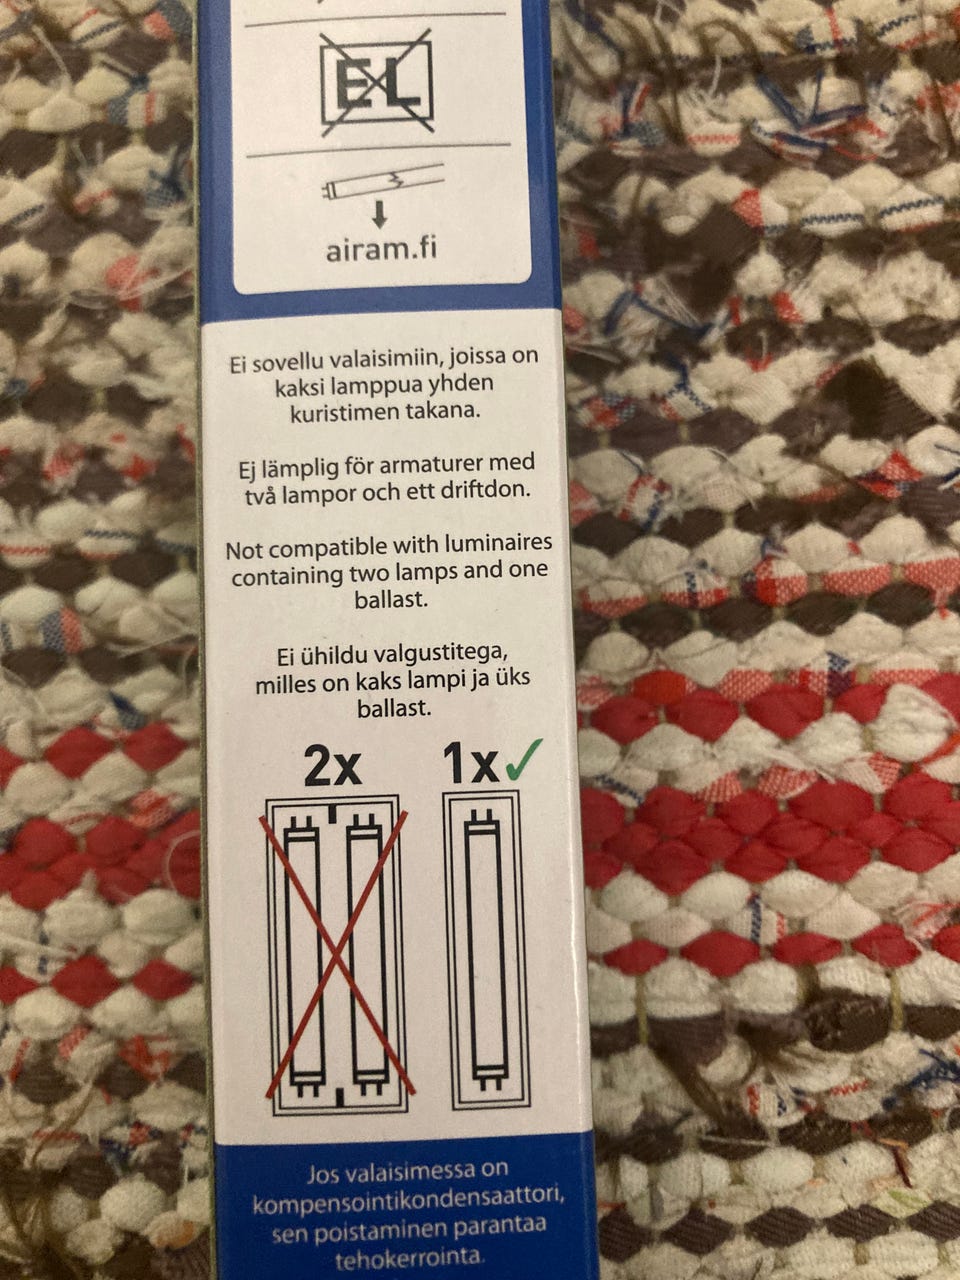 EL
airam.fi
Ei sovellu valaisimiin, joissa on
kaksi lamppua yhden
kuristimen takana.
Ej lämplig för armaturer med
två lampor och ett driftdon.
Not compatible with luminaires
containing two lamps and one
ballast.
Ei ühildu valgustitega,
milles on kaks lampi ja üks
ballast.
2x 1x✓
Jos valaisimessa on
kompensointikondensaattori,
sen poistaminen parantaa
tehokerrointa.